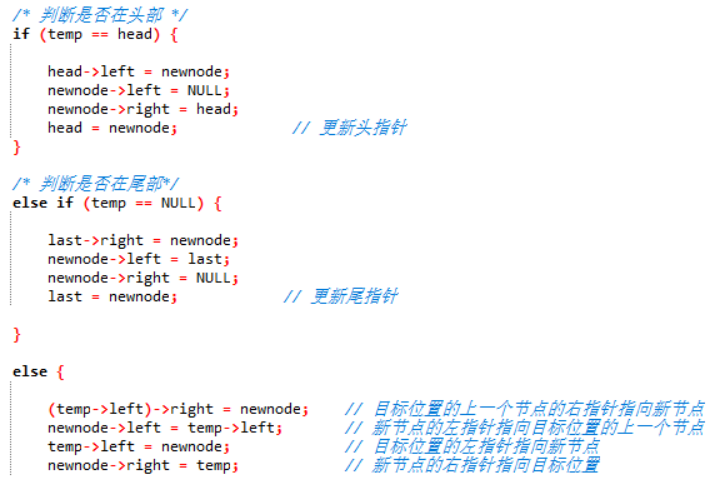 /* 判断是否在头部 */
if (temp == head) {
head->left = newnode;
newnode->left = NULL;
newnode->right = head;
head = newnode; // 更新头指针
}
/* 判断是否在尾部*/
else if (temp == NULL) {
last->right = newnode;
newnode->left = last;
newnode->right = NULL;
last = newnode; // 更新尾指针
}
else {
(temp->left)->right = newnode; // 目标位置的上一个节点的右指针指向新节点
newnode->left = temp->left; // 新节点的左指针指向目标位置的上一个节点
temp->left = newnode; // 目标位置的左指针指向新节点
newnode->right = temp; // 新节点的右指针指向目标位置